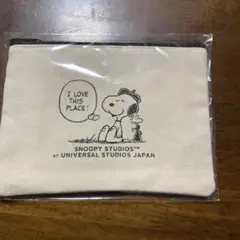 I LOVE
THIS
PLACE!
SNOOPY STUDIOS™
AT UNIVERSAL STUDIOS JAPAN